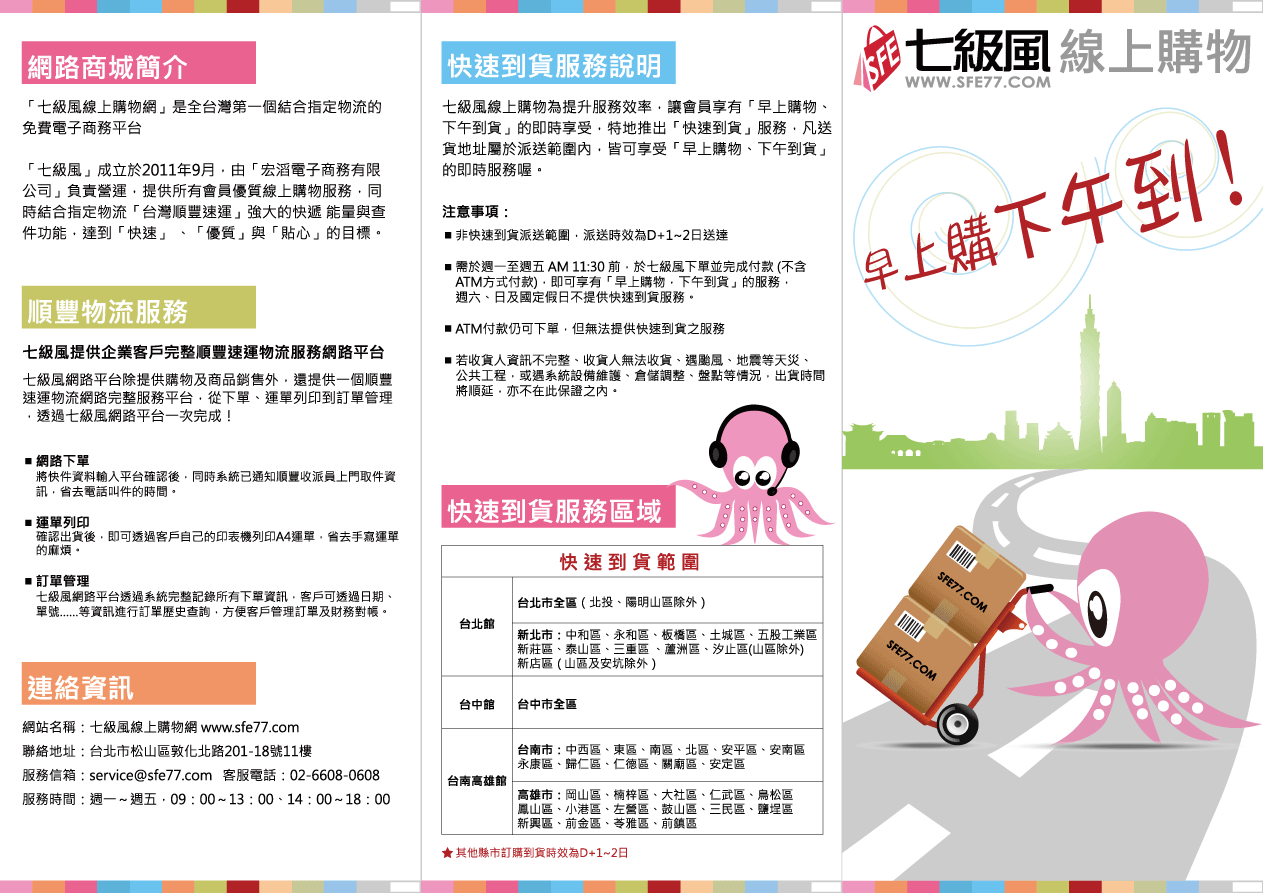 網路商城簡介
「七級風線上購物網」是全台灣第一個結合指定物流的
免費電子商務平台
「七級風」成立於2011年9月，由「宏滔電子商務有限
公司」負責營運，提供所有會員優質線上購物服務，同
時結合指定物流「台灣順豐速運」強大的快遞 能量與查
件功能，達到「快速」、「優質」與「貼心」的目標。
順豐物流服務
七級風提供企業客戶完整順豐速運物流服務網路平台
七級風網路平台除提供購物及商品銷售外，還提供一個順豐
速運物流網路完整服務平台，從下單、運單列印到訂單管理
，透過七級風網路平台一次完成！
■ 網路下單
將快件資料輸入平台確認後，同時系統已通知順豐收派員上門取件資
訊，省去電話叫件的時間。
■ 運單列印
確認出貨後，即可透過客戶自己的印表機列印A4運單，省去手寫運單
的麻煩。
■ 訂單管理
七級風網路平台透過系統完整記錄所有下單資訊，客戶可透過日期、
單號......等資訊進行訂單歷史查詢，方便客戶管理訂單及財務對帳。
連絡資訊
網站名稱：七級風線上購物網 www.sfe77.com
聯絡地址：台北市松山區敦化北路201-18號11樓
服務信箱：service@sfe77.com 客服電話：02-6608-0608
服務時間：週一～週五，09：00～13：00、14：00～18：00
快速到貨服務說明
七級風線上購物為提升服務效率，讓會員享有「早上購物、
下午到貨」的即時享受，特地推出「快速到貨」服務，凡送
貨地址屬於派送範圍內，皆可享受「早上購物、下午到貨」
的即時服務喔。
注意事項：
■ 非快速到貨派送範圍，派送時效為D+1~2日送達
■ 需於週一至週五 AM 11:30 前，於七級風下單並完成付款 (不含
ATM方式付款)，即可享有「早上購物，下午到貨」的服務，
週六、日及國定假日不提供快速到貨服務。
■ ATM付款仍可下單，但無法提供快速到貨之服務
■ 若收貨人資訊不完整、收貨人無法收貨、遇颱風、地震等天災、
公共工程，或遇系統設備維護、倉儲調整、盤點等情況，出貨時間
將順延，亦不在此保證之內。
快速到貨服務區域
快速到貨範圍
台北館
台北市全區（北投、陽明山區除外）
新北市：中和區、永和區、板橋區、土城區、五股工業區
新莊區、泰山區、三重區、蘆洲區、汐止區(山區除外)
新店區（山區及安坑除外）
台中館
台中市全區
台南高雄館
台南市：中西區、東區、南區、北區、安平區、安南區
永康區、歸仁區、仁德區、關廟區、安定區
高雄市：岡山區、楠梓區、大社區、仁武區、鳥松區
鳳山區、小港區、左營區、鼓山區、三民區、鹽埕區
新興區、前金區、苓雅區、前鎮區
★ 其他縣市訂購到貨時效為D+1~2日
SFE
七級風線上購物
WWW.SFE77.COM
早上購下午到！
SFE77.COM
SFE77.COM